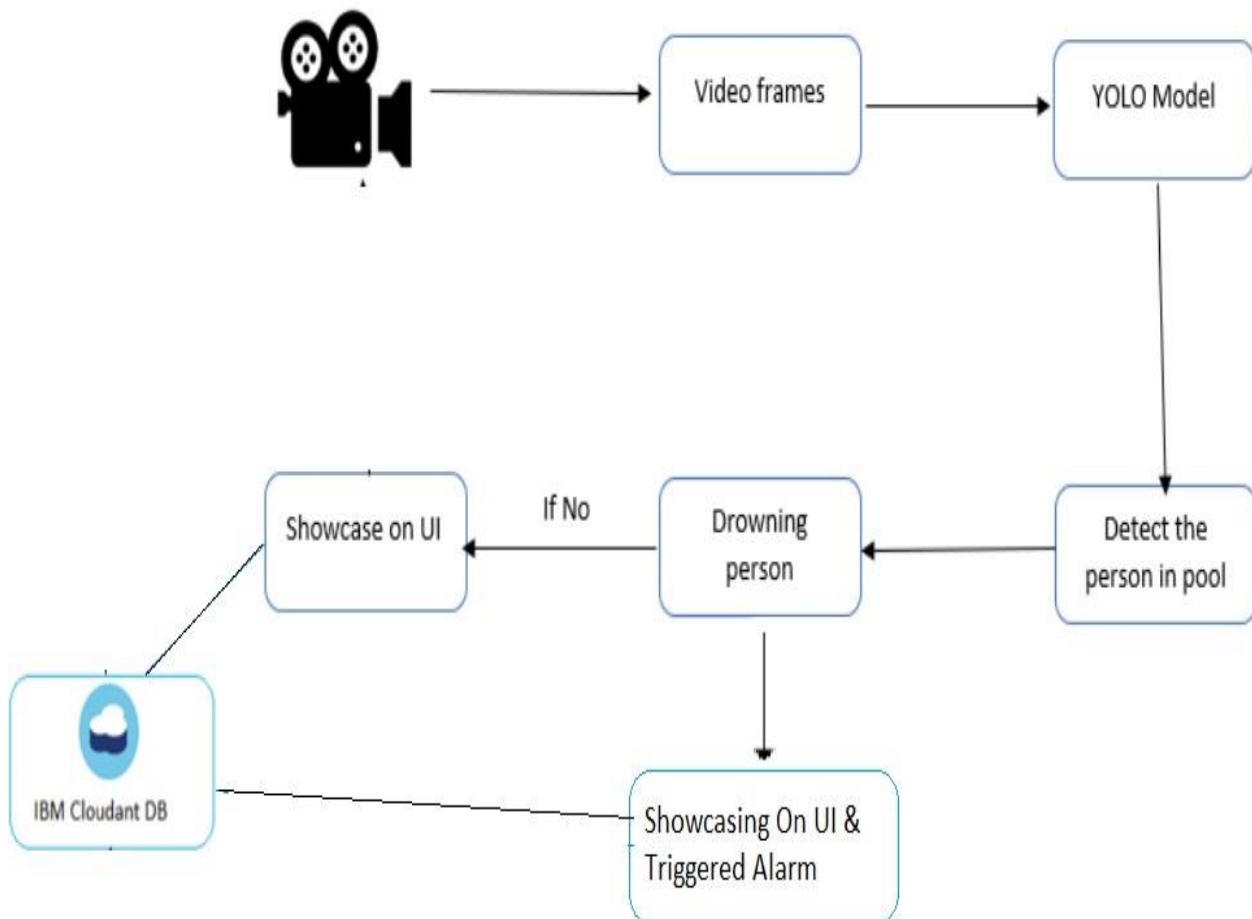 Video frames
YOLO Model
Showcase on UI
If No
Drowning
person
Detect the
person in pool
IBM Cloudant DB
Showcasing On UI &
Triggered Alarm